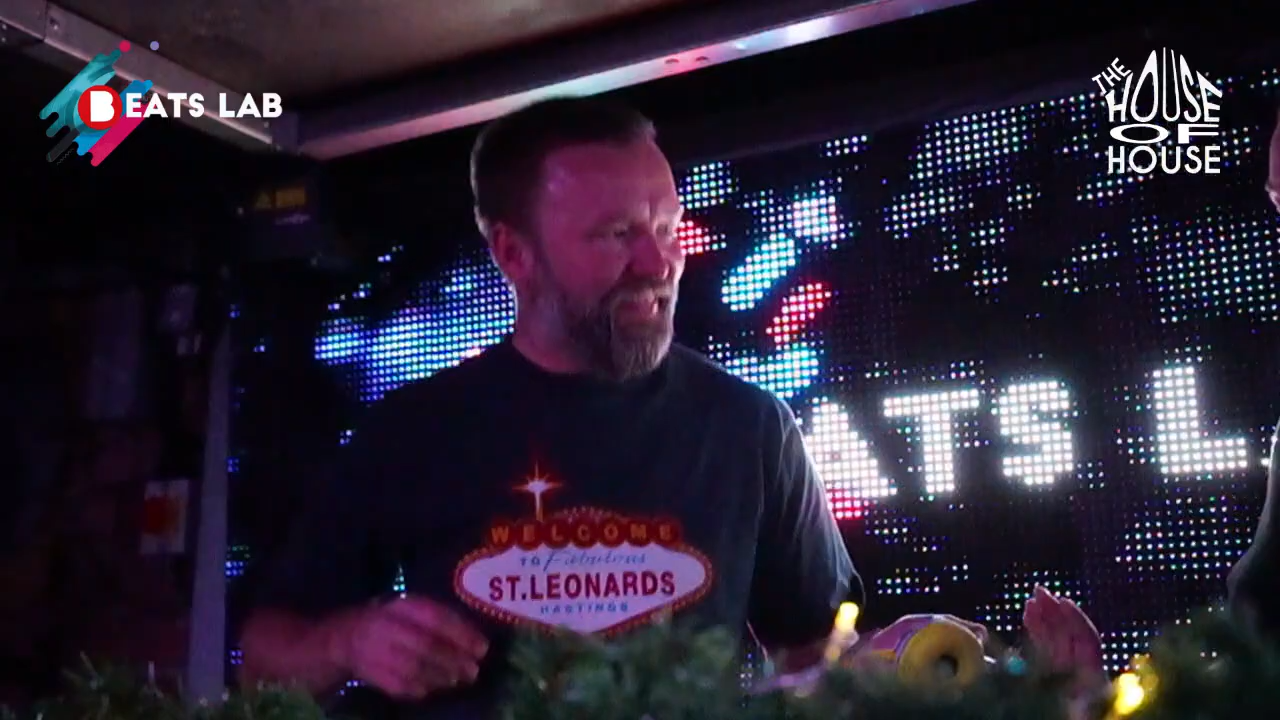 BEATS LAB
THE
HOUSE
OF
HOUSE
ATS L
WELCOME
TO Fabulous
ST.LEONARDS
HASTINGS